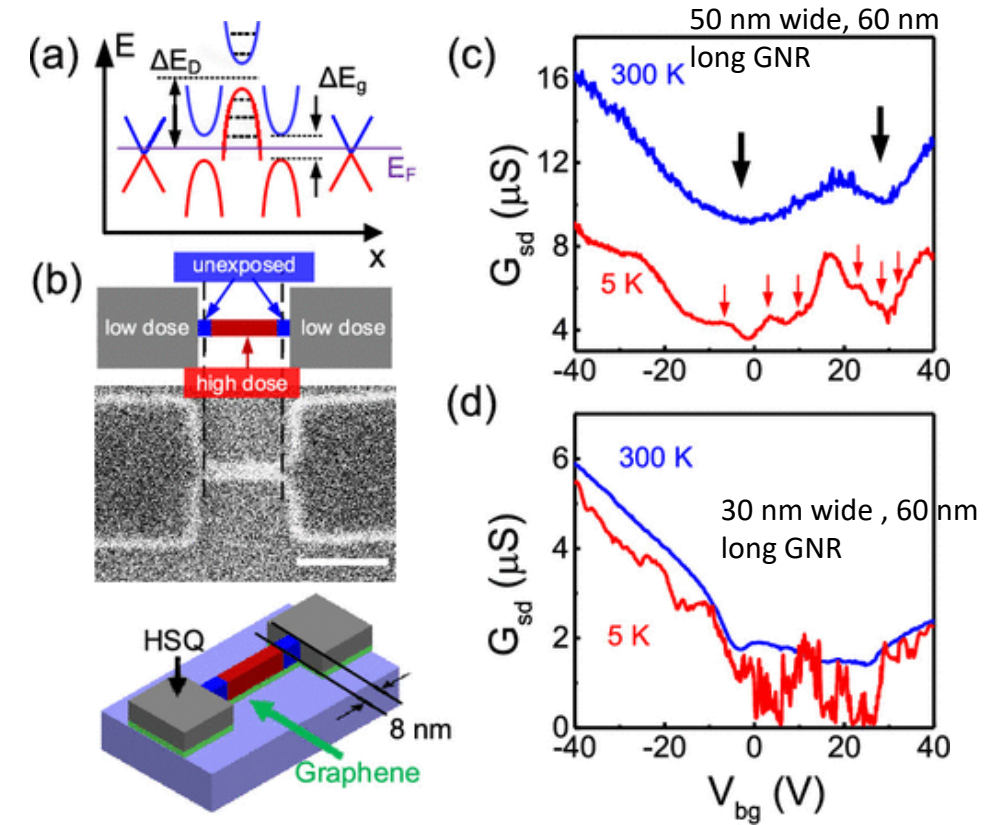 (a)
E
ΔE_D
ΔE_g
E_F
x
(b)
unexposed
low dose
low dose
high dose
HSQ
8 nm
Graphene
50 nm wide, 60 nm
long GNR
(c)
300 K
5 K
G_sd (μS)
16
12
8
4
-40 -20 0 20 40
(d)
300 K
30 nm wide , 60 nm
long GNR
5 K
G_sd (μS)
6
4
2
0
-40 -20 0 20 40
V_bg (V)